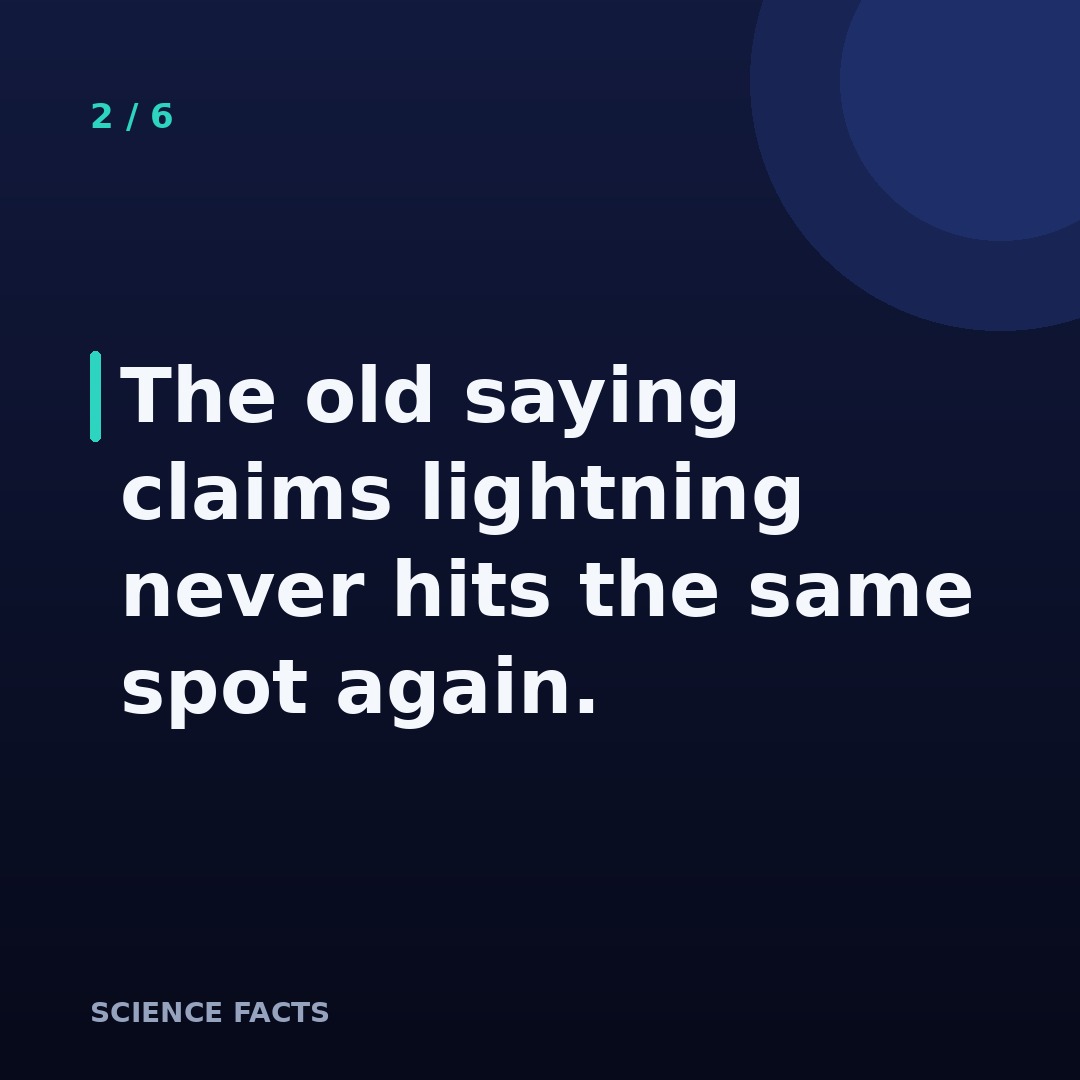 2 / 6
The old saying
claims lightning
never hits the same
spot again.
SCIENCE FACTS